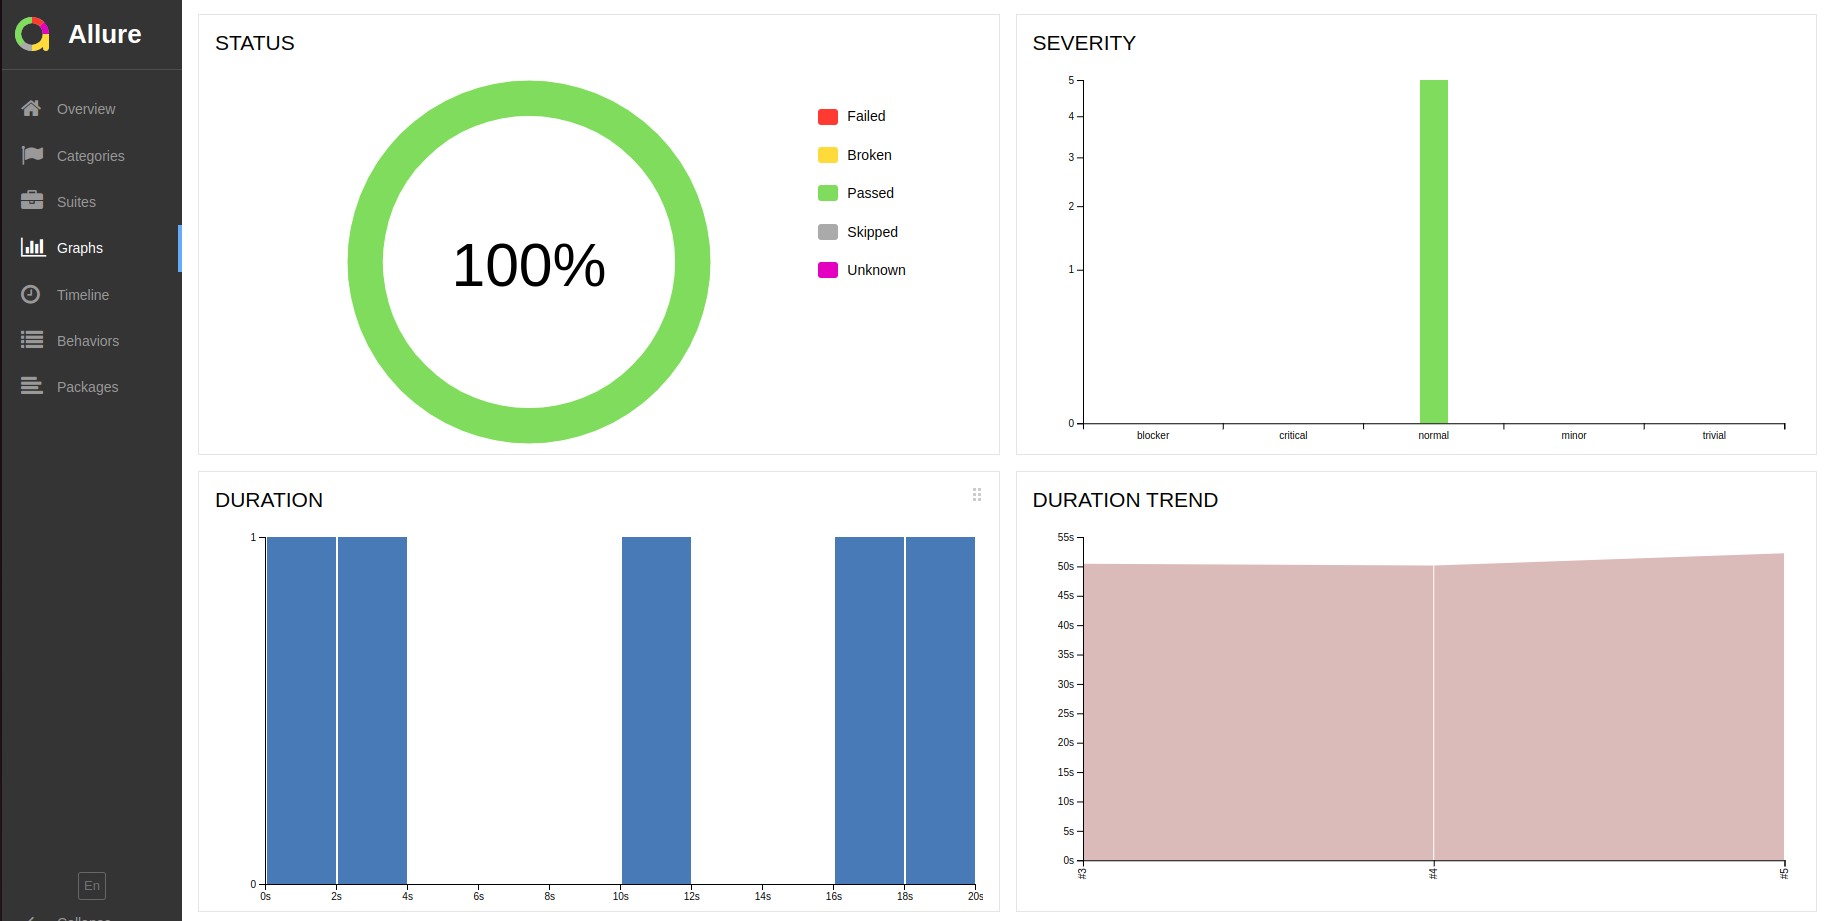 Allure
Overview
Categories
Suites
Graphs
Timeline
Behaviors
Packages
En
Collapse
STATUS
100%
Failed
Broken
Passed
Skipped
Unknown
SEVERITY
5
4
3
2
1
0
blocker critical normal minor trivial
DURATION
1
0
0s 2s 4s 6s 8s 10s 12s 14s 16s 18s 20s
DURATION TREND
55s
50s
45s
40s
35s
30s
25s
20s
15s
10s
5s
0s
#3 #4 #5